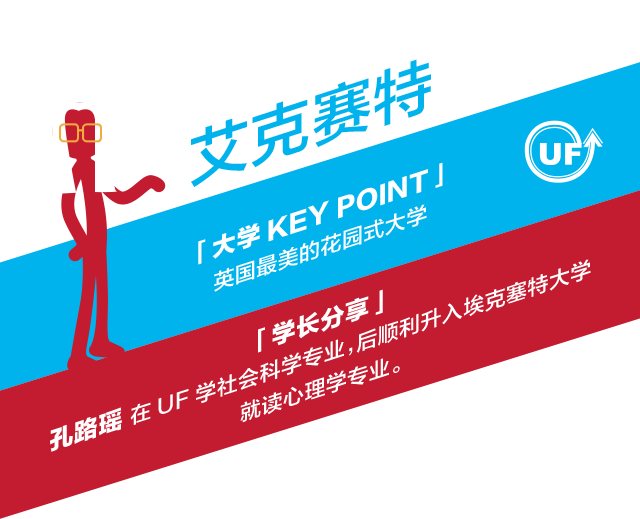 艾克赛特
UF
「大学 KEY POINT」
英国最美的花园式大学
「学长分享」
孔路瑶 在 UF 学社会科学专业，后顺利升入埃克塞特大学
就读心理学专业。